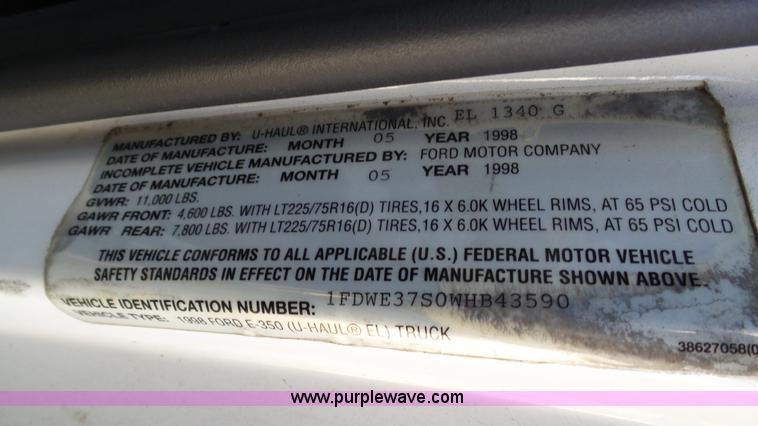 MANUFACTURED BY: U-HAUL® INTERNATIONAL, INC. EL 1340 G
DATE OF MANUFACTURE: MONTH 05 YEAR 1998
INCOMPLETE VEHICLE MANUFACTURED BY: FORD MOTOR COMPANY
DATE OF MANUFACTURE: MONTH 05 YEAR 1998
GVWR: 11,000 LBS.
GAWR FRONT: 4,600 LBS. WITH LT225/75R16(D) TIRES,16 X 6.0K WHEEL RIMS, AT 65 PSI COLD
GAWR REAR: 7,800 LBS. WITH LT225/75R16(D) TIRES,16 X 6.0K WHEEL RIMS, AT 65 PSI COLD
THIS VEHICLE CONFORMS TO ALL APPLICABLE (U.S.) FEDERAL MOTOR VEHICLE
SAFETY STANDARDS IN EFFECT ON THE DATE OF MANUFACTURE SHOWN ABOVE.
VEHICLE IDENTIFICATION NUMBER: 1FDWE37S0WHB43590
VEHICLE TYPE: 1998 FORD E-350 (U-HAUL® EL) TRUCK
38627058(0
www.purplewave.com